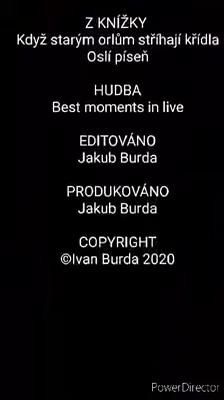 Z KNÍŽKY
Když starým orlům stříhají křídla
Oslí píseň
HUDBA
Best moments in live
EDITOVÁNO
Jakub Burda
PRODUKOVÁNO
Jakub Burda
COPYRIGHT
©Ivan Burda 2020
PowerDirector